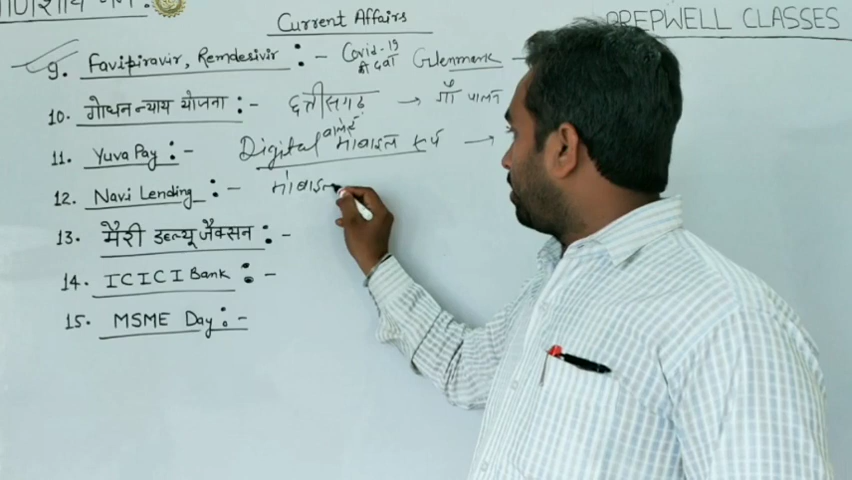 Current Affairs
PREPWELL CLASSES
9. Favipiravir, Remdesivir :- Covid-19 की दवा Glenmark -
10. गोधन न्याय योजना :- छत्तीसगढ़ → गौ पालन
11. Yuva Pay :- Digital वॉलेट मोबाइल →
12. Navi Lending :- मोबाइल
13. मैरी डब्ल्यू जैक्सन :-
14. ICICI Bank :-
15. MSME Day :-